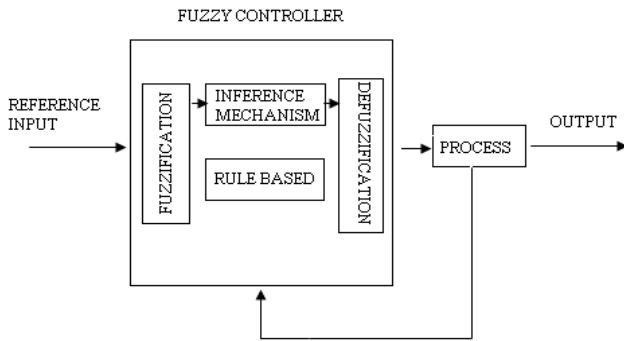 FUZZY CONTROLLER
REFERENCE
INPUT
FUZZIFICATION
INFERENCE
MECHANISM
RULE BASED
DEFUZZIFICATION
PROCESS
OUTPUT